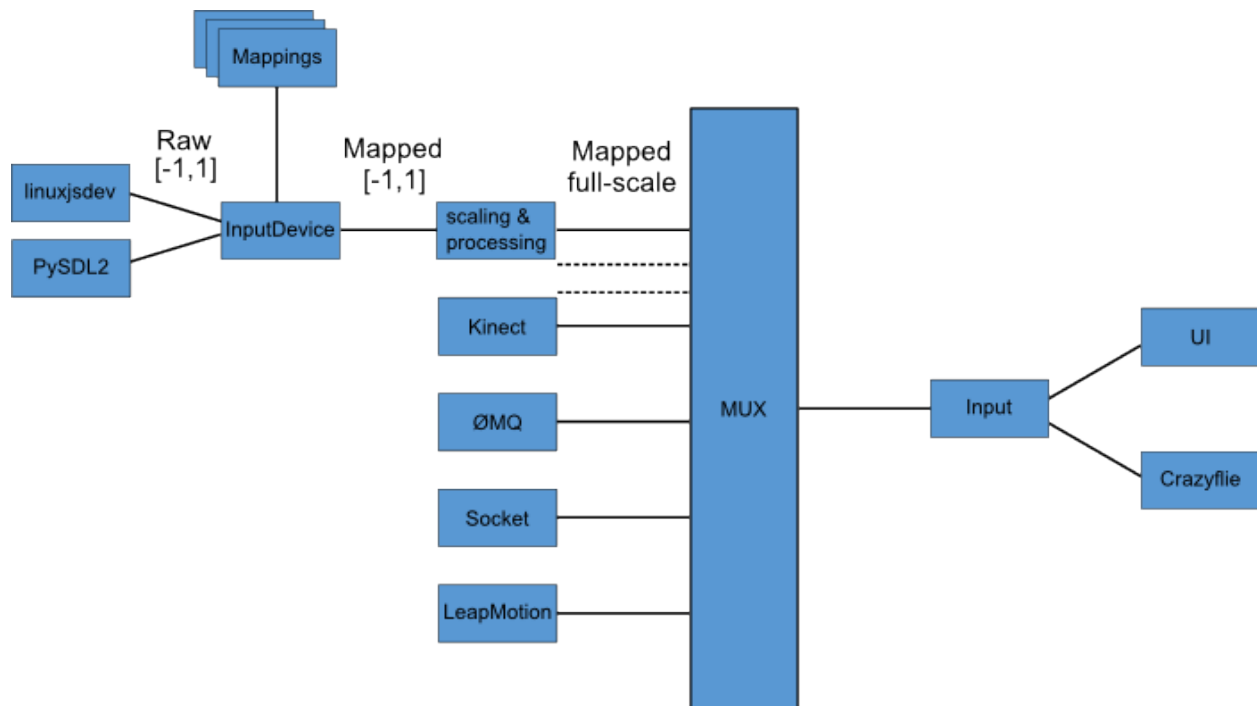 Mappings
Raw
[-1,1]
Mapped
[-1,1]
Mapped
full-scale
linuxjsdev
InputDevice
scaling &
processing
PySDL2
Kinect
UI
ØMQ
MUX
Input
Crazyflie
Socket
LeapMotion